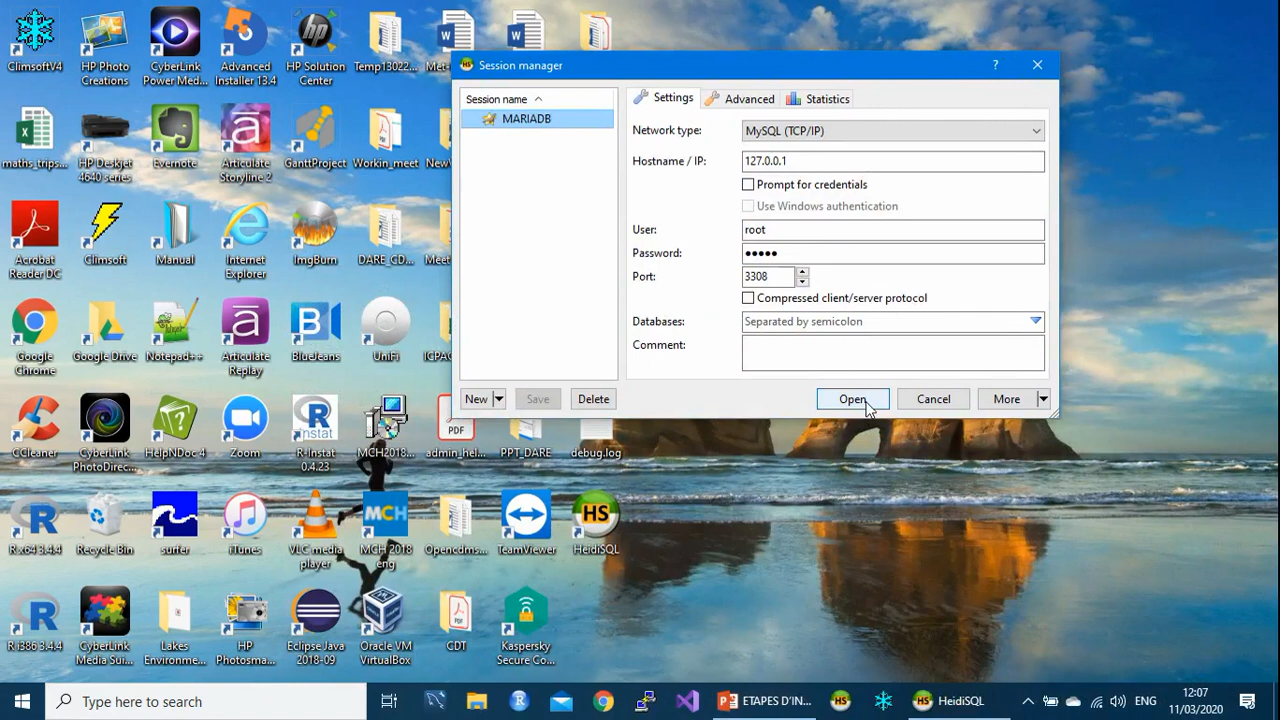 ClimsoftV4
HP Photo
Creations
CyberLink
Power Med...
Advanced
Installer 13.4
HP Solution
Center
Temp13022...
Met-
Session manager
?
Session name
MARIADB
Settings
Advanced
Statistics
Network type:
MySQL (TCP/IP)
Hostname / IP:
127.0.0.1
Prompt for credentials
Use Windows authentication
User:
root
Password:
Port:
3308
Compressed client/server protocol
Databases:
Separated by semicolon
Comment:
New
Save
Delete
Open
Cancel
More
maths_trips...
HP Deskjet
4640 series
Evernote
Articulate
Storyline 2
GanttProject
Workin_meet
New
Acrobat
Reader DC
Climsoft
Manual
Internet
Explorer
ImgBurn
DARE_CD...
Meet
Google
Chrome
Google Drive
Notepad++
Articulate
Replay
BlueJeans
UniFi
ICPAC
CCleaner
CyberLink
PhotoDirec...
HelpNDoc 4
Zoom
R-Instat
0.4.23
MCH2018...
PDF
admin_hel...
PPT_DARE
debug.log
R x64 3.4.4
Recycle Bin
surfer
iTunes
VLC media
player
MCH
MCH 2018
eng
Opencdms...
TeamViewer
HS
HeidiSQL
R i386 3.4.4
CyberLink
Media Sui...
Lakes
Environme...
HP
Photosma...
Eclipse Java
2018-09
Oracle VM
VirtualBox
CDT
Kaspersky
Secure Co...
Type here to search
ETAPES D'IN...
HeidiSQL
ENG
12:07
11/03/2020